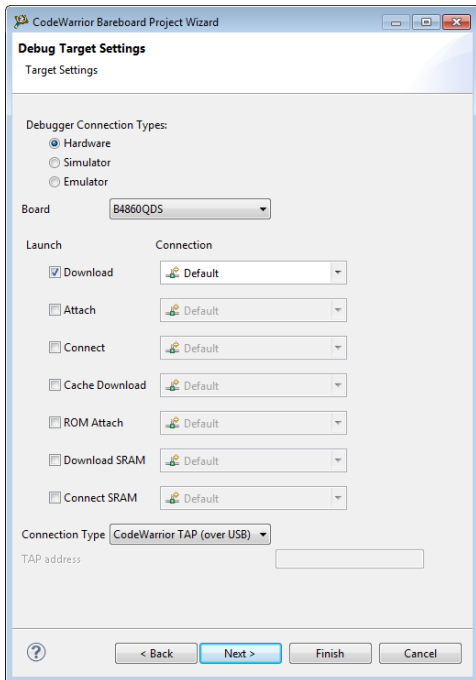 CodeWarrior Bareboard Project Wizard
Debug Target Settings
Target Settings
Debugger Connection Types:
Hardware
Simulator
Emulator
Board B4860QDS
Launch Connection
Download Default
Attach Default
Connect Default
Cache Download Default
ROM Attach Default
Download SRAM Default
Connect SRAM Default
Connection Type CodeWarrior TAP (over USB)
TAP address
? < Back Next > Finish Cancel